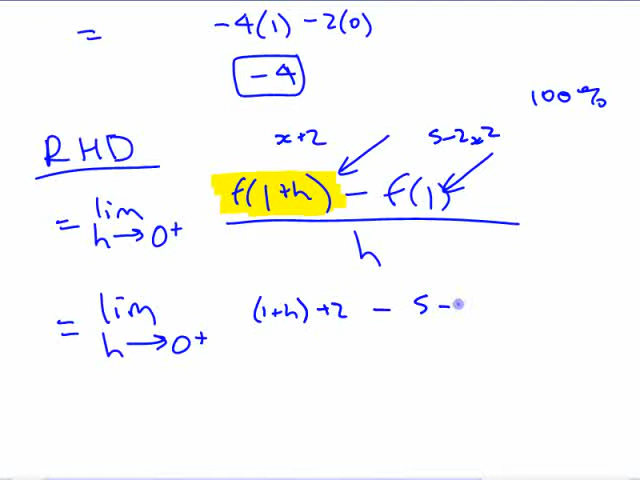 = -4(1) -2(0)
-4
100%
x+2 5-2x2
RHD
f(1+h) - f(1)
= lim h→0+
h
= lim (1+h)+2 - 5-
h→0+